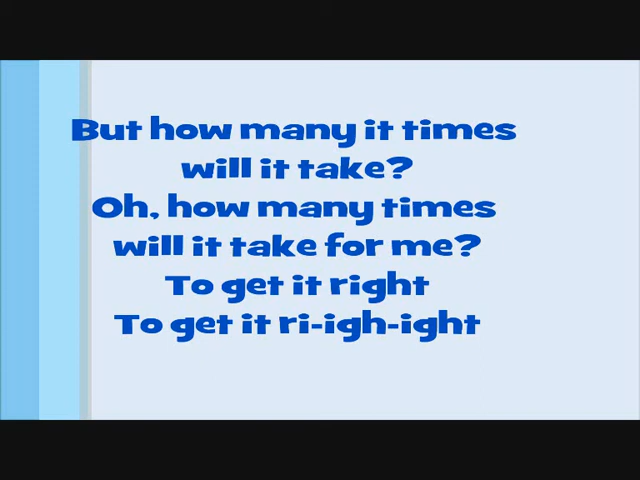 But how many it times
will it take?
Oh, how many times
will it take for me?
To get it right
To get it ri-igh-ight